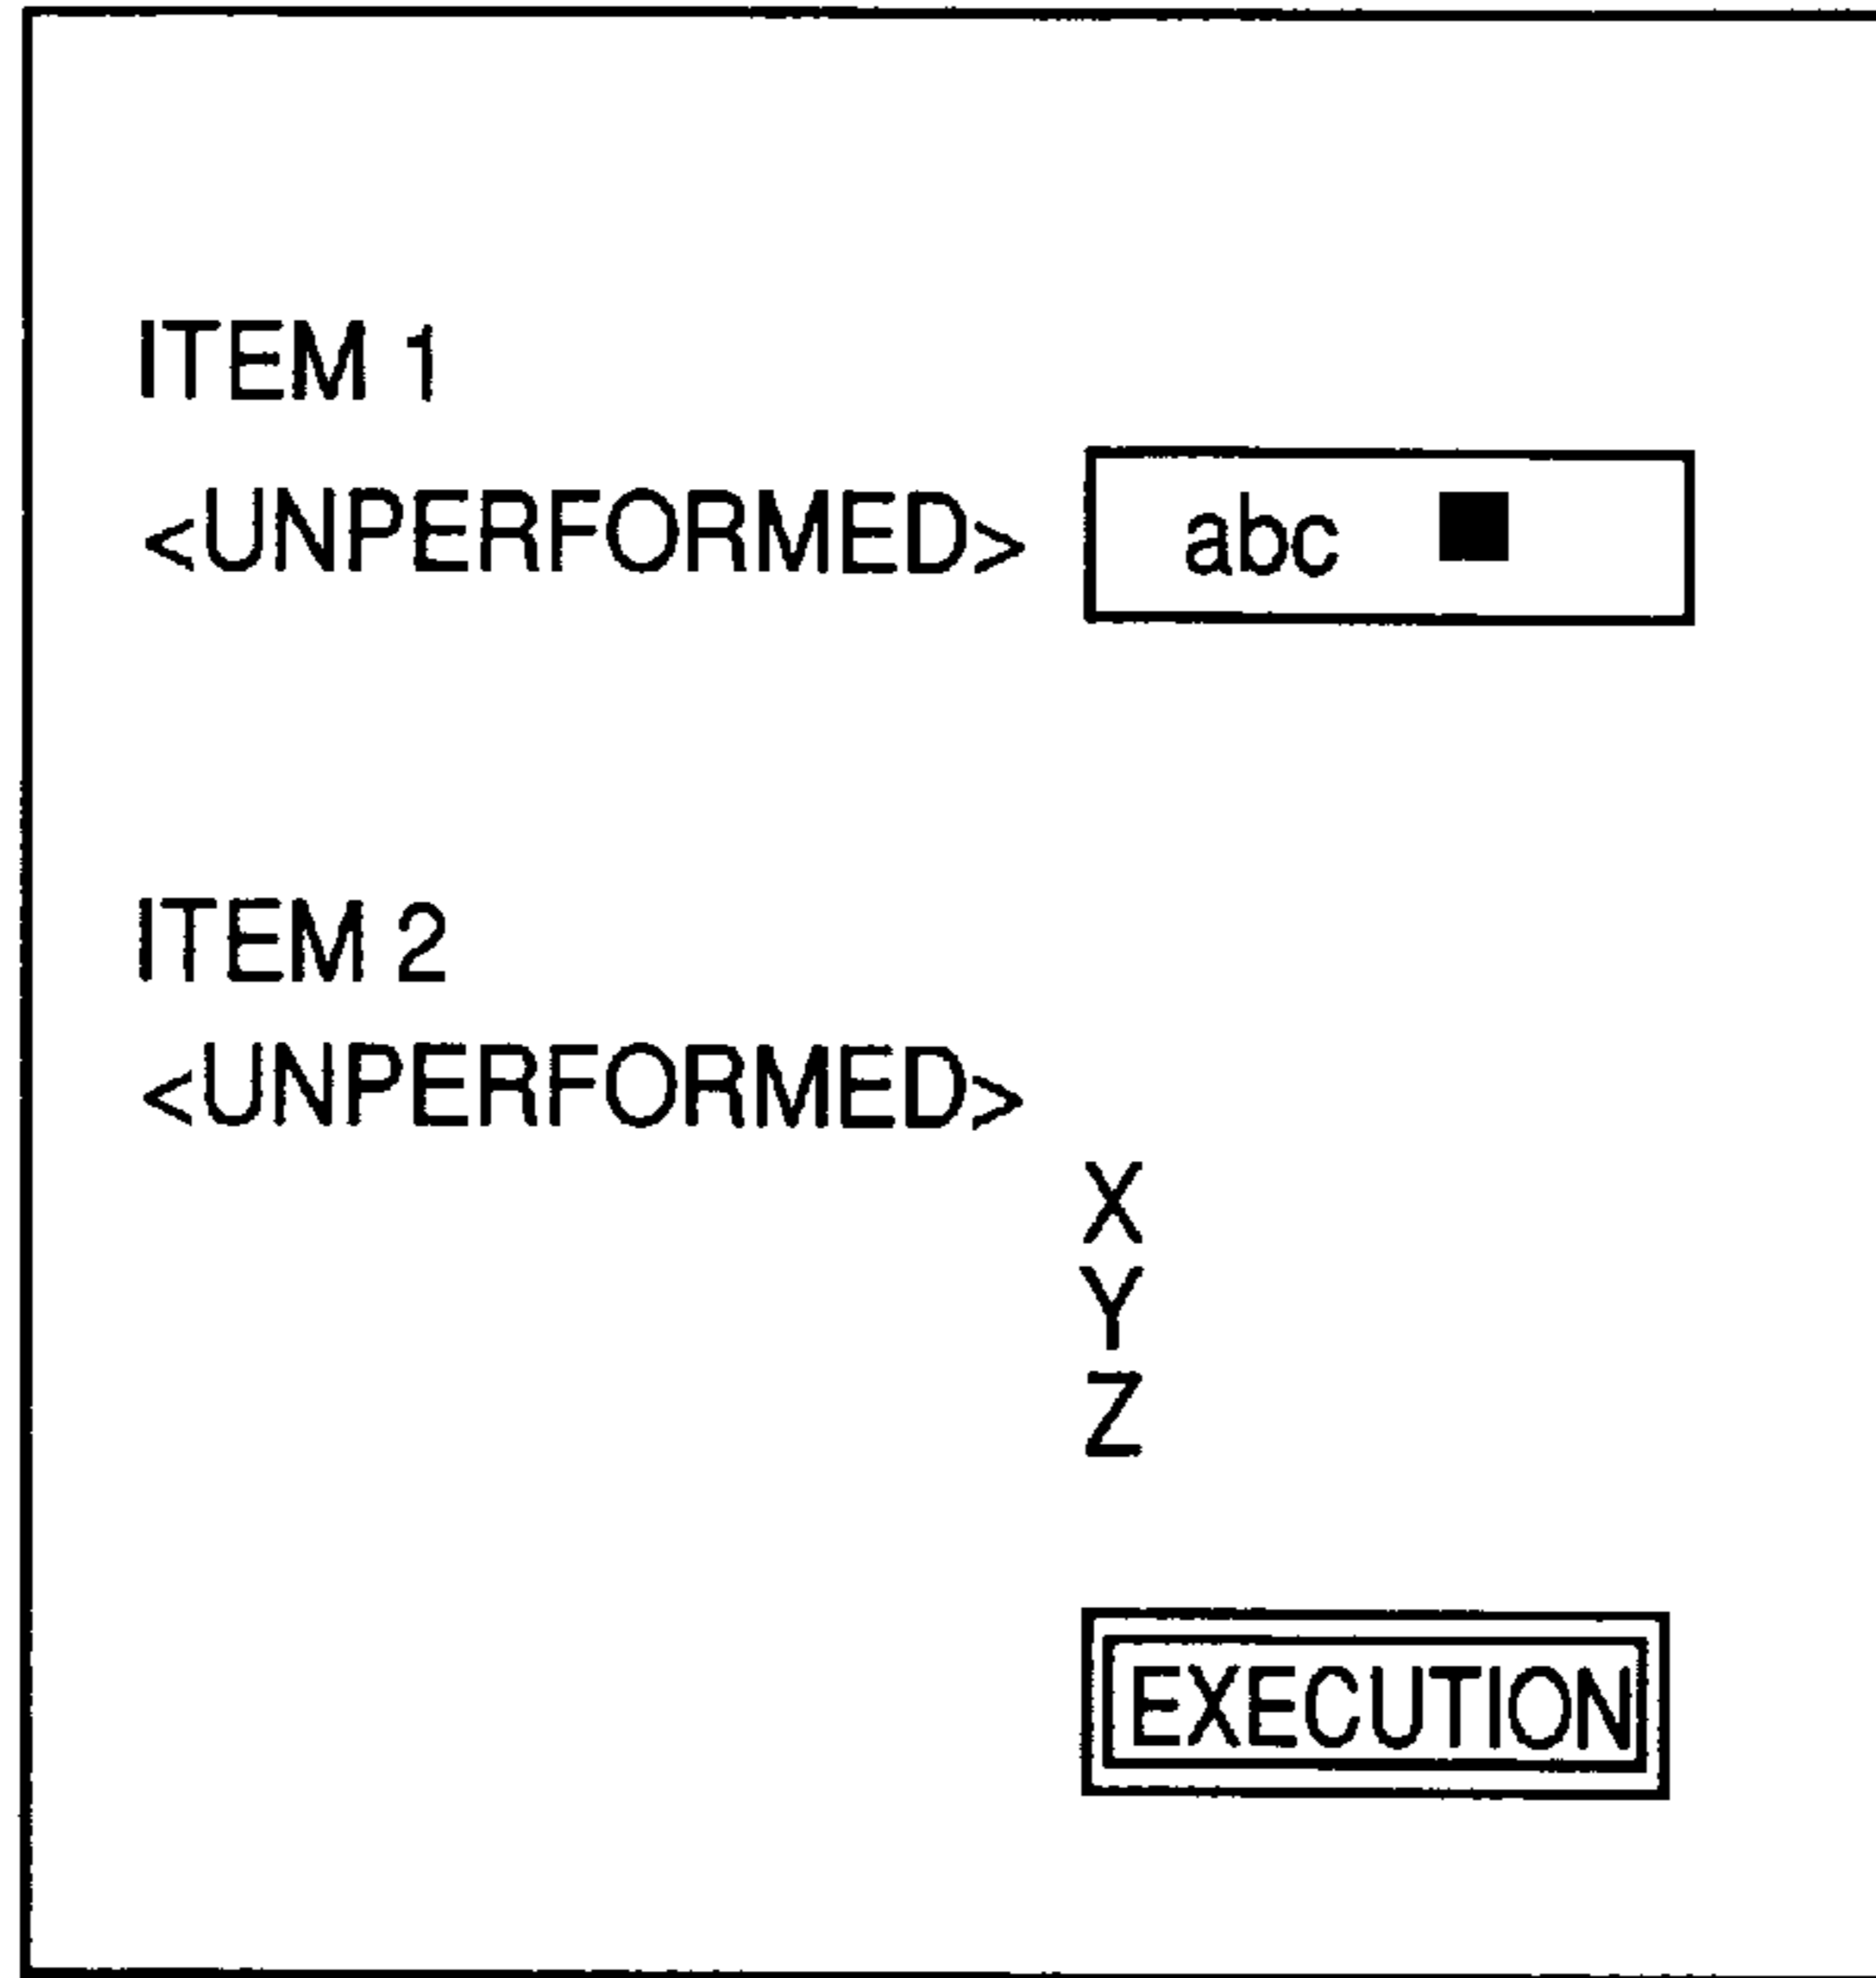 ITEM 1
<UNPERFORMED> abc ■
ITEM 2
<UNPERFORMED>
X
Y
Z
EXECUTION